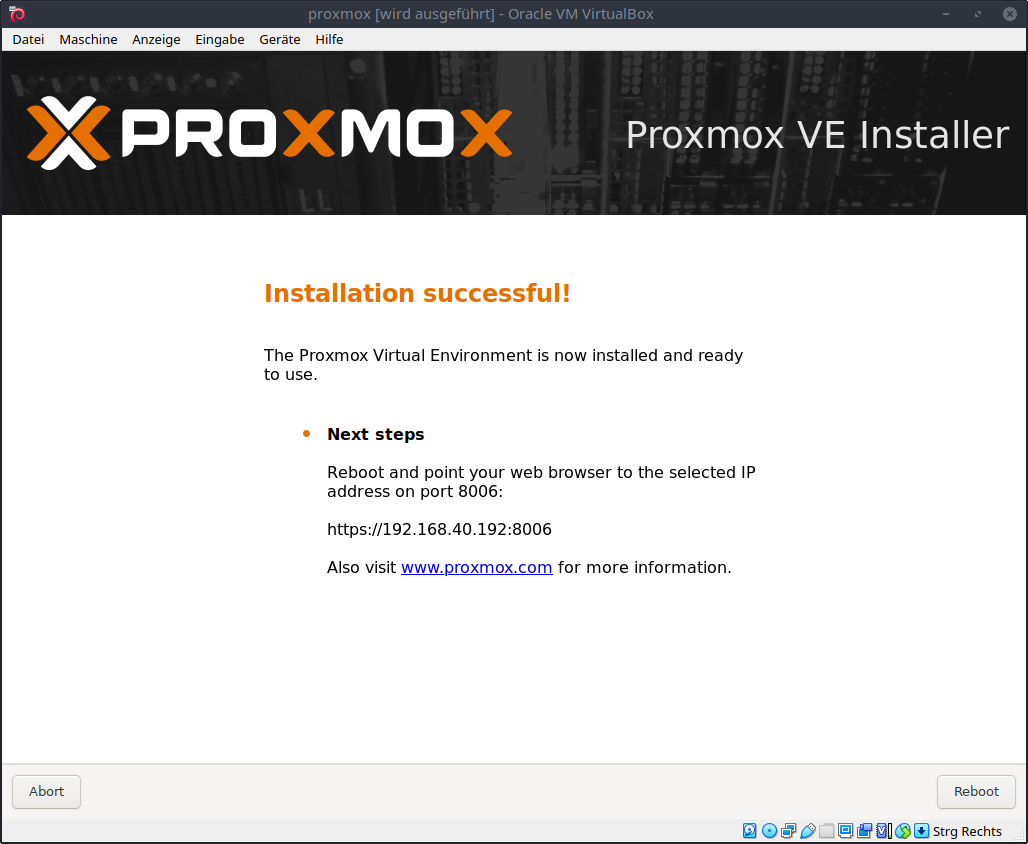 proxmox [wird ausgeführt] - Oracle VM VirtualBox
Datei Maschine Anzeige Eingabe Geräte Hilfe
PROXMOX
Proxmox VE Installer
Installation successful!
The Proxmox Virtual Environment is now installed and ready
to use.
Next steps
Reboot and point your web browser to the selected IP
address on port 8006:
https://192.168.40.192:8006
Also visit www.proxmox.com for more information.
Abort
Reboot
Strg Rechts